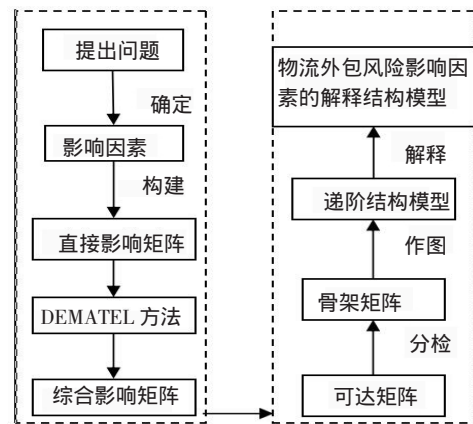 提出问题
确定
影响因素
构建
直接影响矩阵
DEMATEL 方法
综合影响矩阵
物流外包风险影响因
素的解释结构模型
解释
递阶结构模型
作图
骨架矩阵
分检
可达矩阵